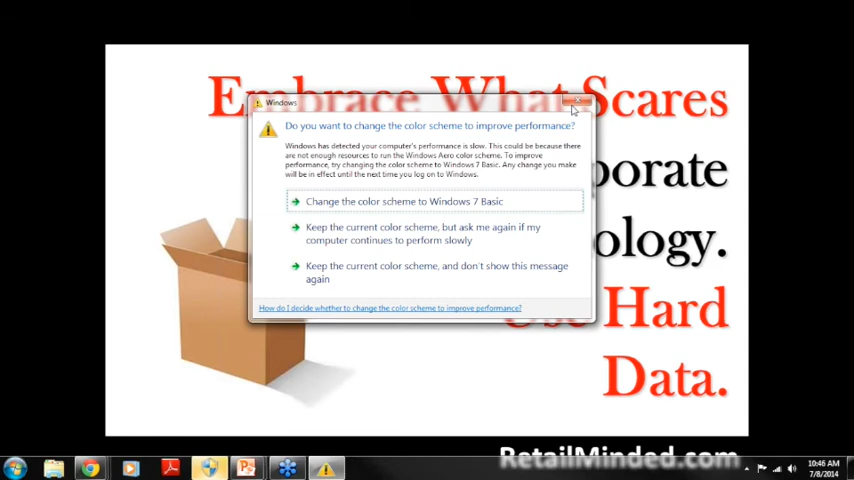 Embrace What Scares
porate
ology.
Use Hard
Data.
Windows
Do you want to change the color scheme to improve performance?
Windows has detected your computer's performance is slow. This could be because there
are not enough resources to run the Windows Aero color scheme. To improve
performance, try changing the color scheme to Windows 7 Basic. Any change you make
will be in effect until the next time you log on to Windows.
Change the color scheme to Windows 7 Basic
Keep the current color scheme, but ask me again if my
computer continues to perform slowly
Keep the current color scheme, and don't show this message
again
How do I decide whether to change the color scheme to improve performance?
RetailMinded.com
10:46 AM
7/8/2014